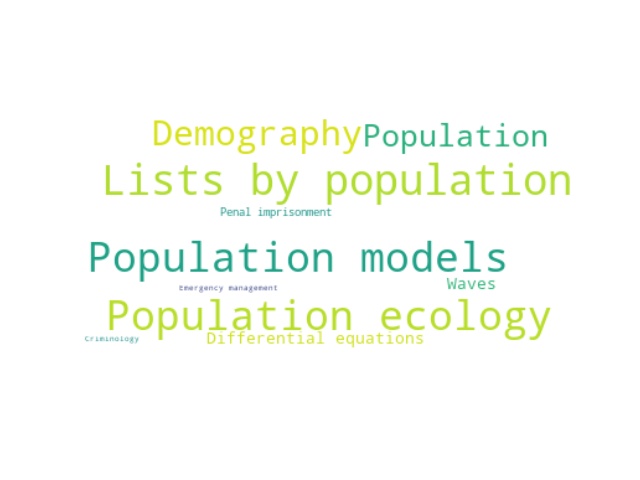 Demography Population
Lists by population
Penal imprisonment
Population models
Waves
Emergency management
Population ecology
Differential equations
Criminology